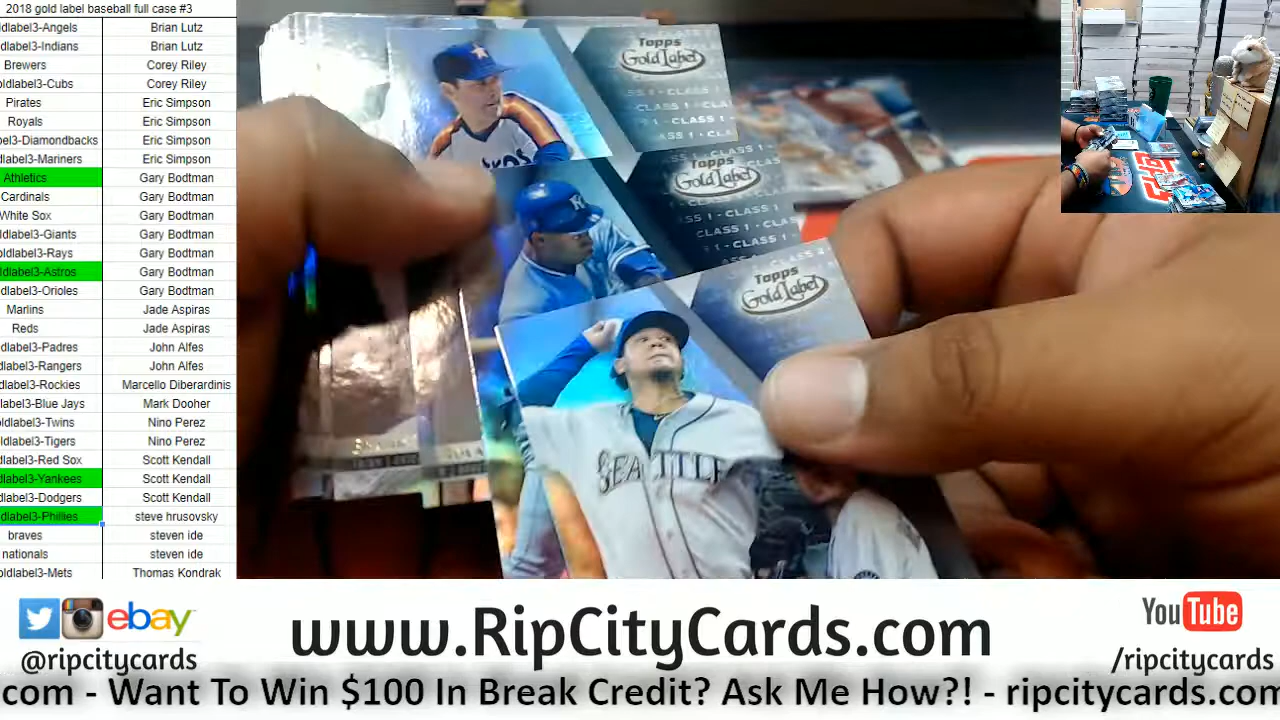 2018 gold label baseball full case #3
ldlabel3-Angels Brian Lutz
dlabel3-Indians Brian Lutz
Brewers Corey Riley
dlabel3-Cubs Corey Riley
Pirates Eric Simpson
Royals Eric Simpson
bel3-Diamondbacks Eric Simpson
dlabel3-Mariners Eric Simpson
Athletics Gary Bodtman
Cardinals Gary Bodtman
White Sox Gary Bodtman
dlabel3-Giants Gary Bodtman
dlabel3-Rays Gary Bodtman
ldlabel3-Astros Gary Bodtman
dlabel3-Orioles Gary Bodtman
Marlins Jade Aspiras
Reds Jade Aspiras
dlabel3-Padres John Alfes
dlabel3-Rangers John Alfes
dlabel3-Rockies Marcello Diberardinis
label3-Blue Jays Mark Dooher
ldlabel3-Twins Nino Perez
ldlabel3-Tigers Nino Perez
dlabel3-Red Sox Scott Kendall
dlabel3-Yankees Scott Kendall
dlabel3-Dodgers Scott Kendall
dlabel3-Phillies steve hrusovsky
braves steven ide
nationals steven ide
oldlabel3-Mets Thomas Kondrak
Topps
Gold Label
CLASS 1
Topps
Gold Label
CLASS 1 - CLASS 1
Topps
Gold Label
SEATTLE
ebay
@ripcitycards
www.RipCityCards.com
YouTube
/ripcitycards
.com - Want To Win $100 In Break Credit? Ask Me How?! - ripcitycards.com